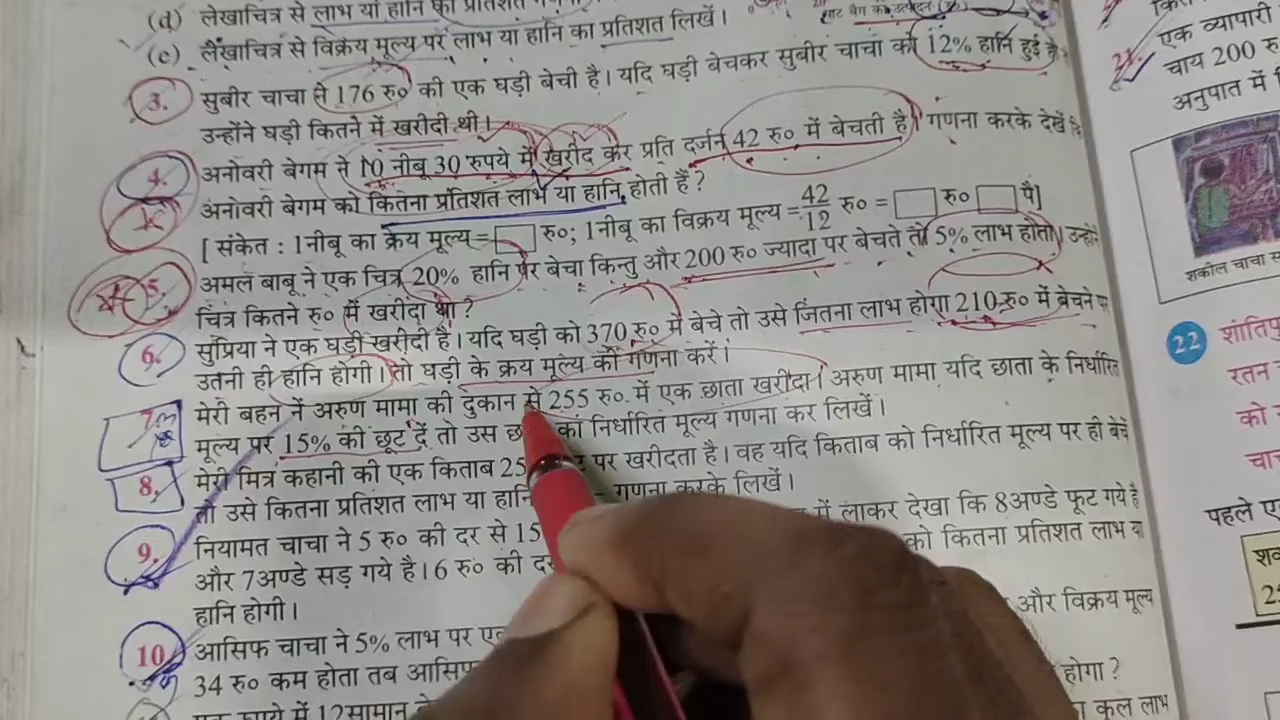 (d) लेखाचित्र से लाभ या हानि का प्रतिशत
(c) लेखाचित्र से विक्रय मूल्य पर लाभ या हानि का प्रतिशत लिखें।
3. सुबीर चाचा से 176 रु० की एक घड़ी बेची है। यदि घड़ी बेचकर सुबीर चाचा को 12% हानि हुई है
उन्होंने घड़ी कितने में खरीदी थी।
4. अनोवरी बेगम से 10 नीबू 30 रुपये में खरीद कर प्रति दर्जन 42 रु० में बेचती है गणना करके देखें
अनोवरी बेगम को कितना प्रतिशत लाभ या हानि होती हैं?
[ संकेत : 1नीबू का क्रय मूल्य= रु०; 1नीबू का विक्रय मूल्य = 42/12 रु० = रु० पै]
5. अमल बाबू ने एक चित्र 20% हानि पर बेचा किन्तु और 200 रु० ज्यादा पर बेचते तो 5% लाभ होता। उन्होंने
चित्र कितने रु० में खरीदा था?
6. सुप्रिया ने एक घड़ी खरीदी है। यदि घड़ी को 370 रु० में बेचे तो उसे जितना लाभ होगा 210 रु० में बेचने पर
उतनी ही हानि होगी। तो घड़ी के क्रय मूल्य की गणना करें।
7. मेरी बहन नें अरुण मामा की दुकान से 255 रु०. में एक छाता खरीदा। अरुण मामा यदि छाता के निर्धारित
मूल्य पर 15% की छूट दें तो उस का निर्धारित मूल्य गणना कर लिखें।
8. मेरी मित्र कहानी की एक किताब 25 पर खरीदता है। वह यदि किताब को निर्धारित मूल्य पर ही बेचें
तो उसे कितना प्रतिशत लाभ या हानि गणना करके लिखें।
9. नियामत चाचा ने 5 रु० की दर से 15 में लाकर देखा कि 8अण्डे फूट गये है
और 7अण्डे सड़ गये है। 6 रु० की दर को कितना प्रतिशत लाभ या
हानि होगी।
10. आसिफ चाचा ने 5% लाभ पर और विक्रय मूल्य
34 रु० कम होता तब होगा?
में 12सामान कुल लाभ
21.
एक व्यापारी
चाय 200 रु
अनुपात में
शकील चाचा
22
रतन
को
पहले